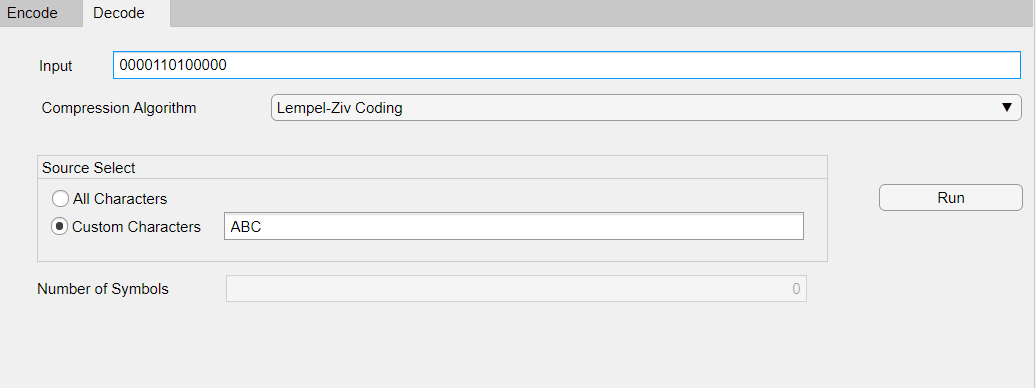 Encode Decode
Input 0000110100000
Compression Algorithm Lempel-Ziv Coding
Source Select
All Characters
Run
Custom Characters ABC
Number of Symbols 0